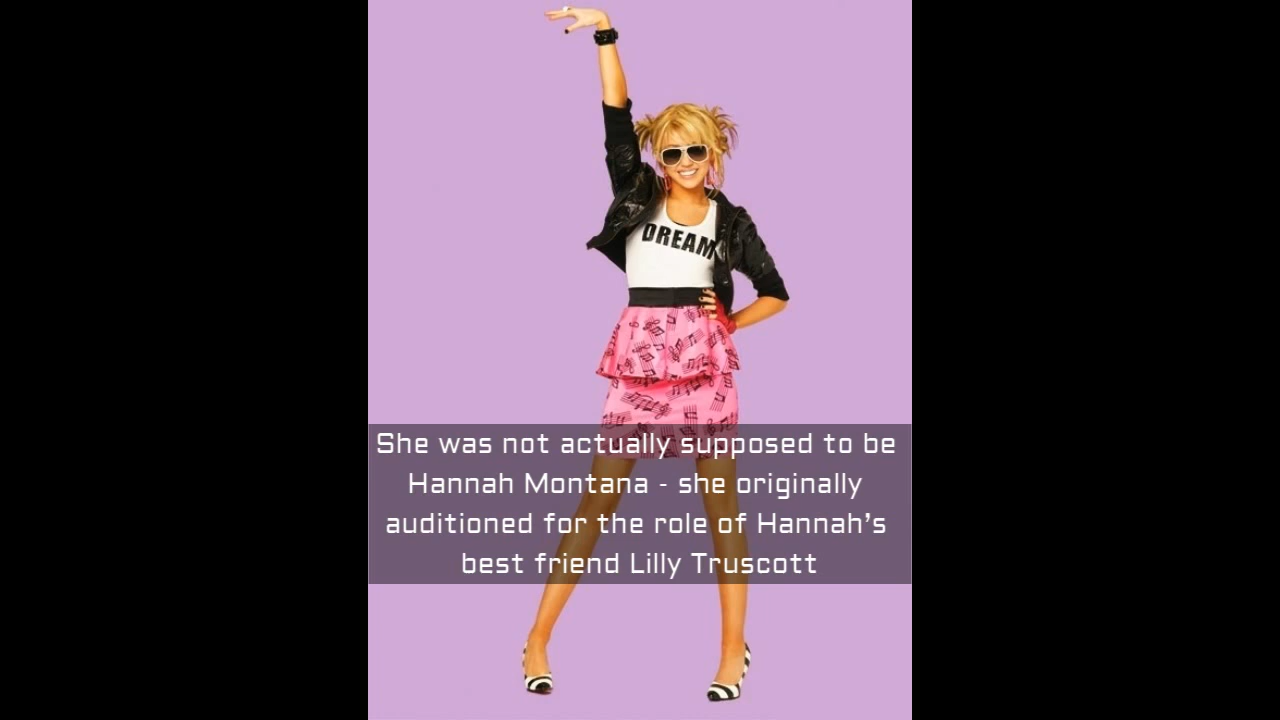 DREAM
She was not actually supposed to be
Hannah Montana - she originally
auditioned for the role of Hannah’s
best friend Lilly Truscott